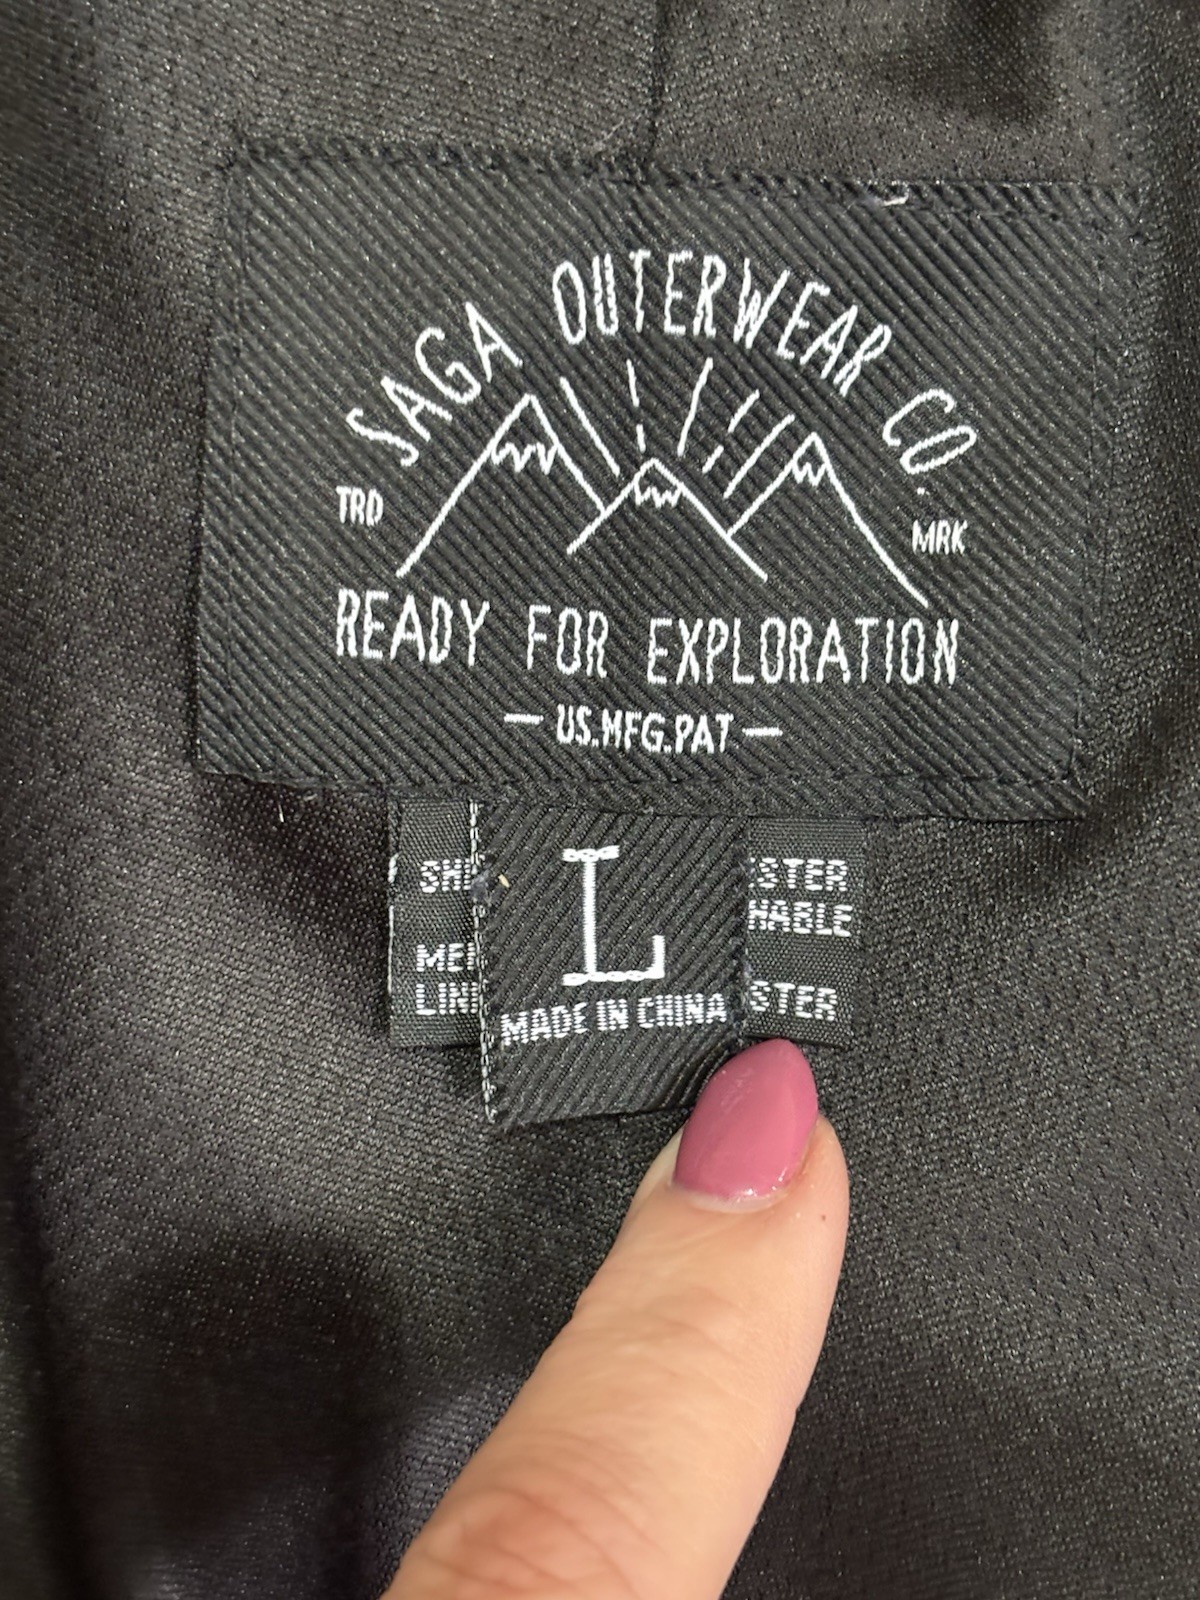 SAGA OUTERWEAR CO.
TRD MRK
READY FOR EXPLORATION
— US.MFG.PAT —
L
MADE IN CHINA